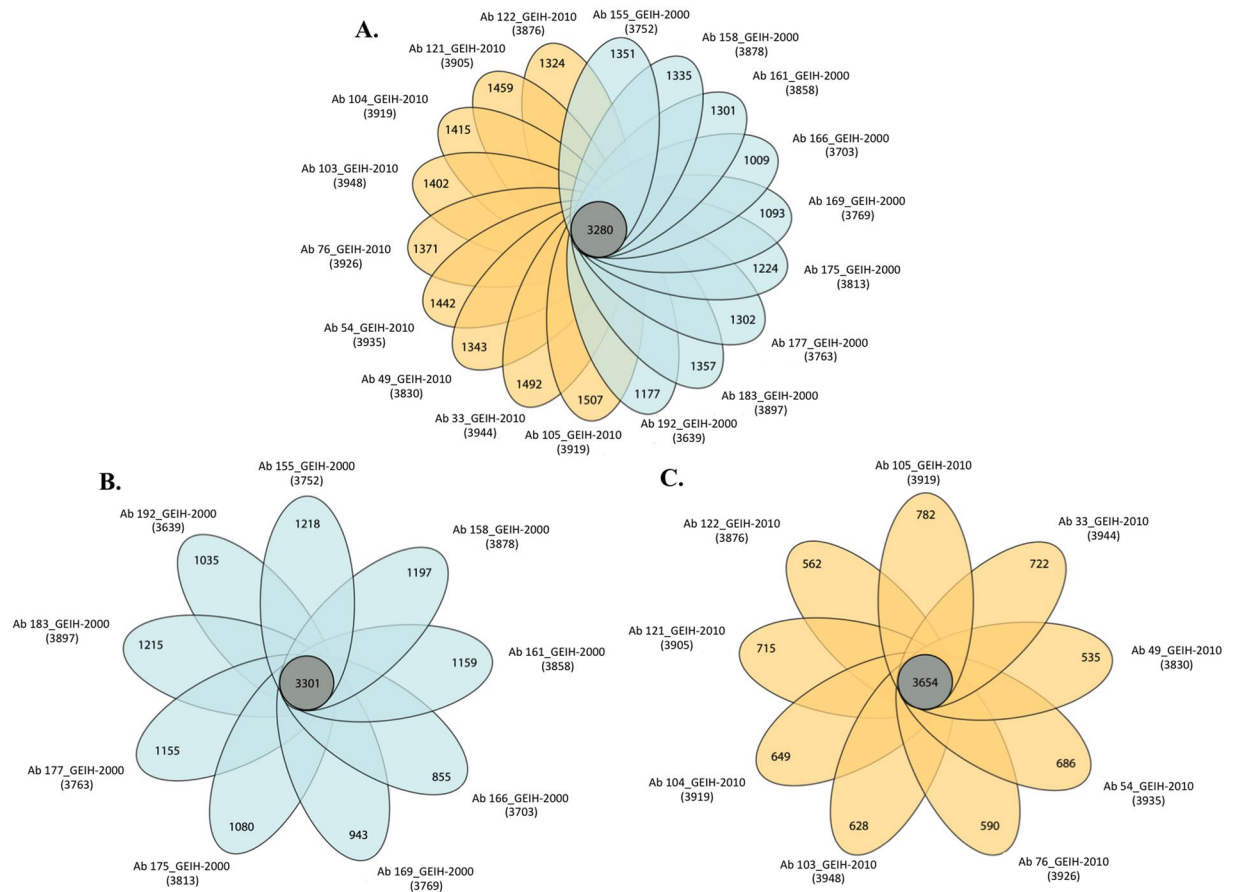 A.
Ab 122_GEIH-2010
(3876)
Ab 155_GEIH-2000
(3752)
Ab 121_GEIH-2010
(3905)
Ab 158_GEIH-2000
(3878)
Ab 104_GEIH-2010
(3919)
Ab 161_GEIH-2000
(3858)
Ab 103_GEIH-2010
(3948)
Ab 166_GEIH-2000
(3703)
Ab 76_GEIH-2010
(3926)
Ab 169_GEIH-2000
(3769)
Ab 54_GEIH-2010
(3935)
Ab 175_GEIH-2000
(3813)
Ab 49_GEIH-2010
(3830)
Ab 177_GEIH-2000
(3763)
Ab 33_GEIH-2010
(3944)
Ab 183_GEIH-2000
(3897)
Ab 105_GEIH-2010
(3919)
Ab 192_GEIH-2000
(3639)
1324
1351
1459
1335
1415
1301
1402
1009
1371
1093
1442
1224
1343
1302
1492
1357
1507
1177
3280
B.
Ab 155_GEIH-2000
(3752)
Ab 192_GEIH-2000
(3639)
Ab 158_GEIH-2000
(3878)
Ab 183_GEIH-2000
(3897)
Ab 161_GEIH-2000
(3858)
Ab 177_GEIH-2000
(3763)
Ab 166_GEIH-2000
(3703)
Ab 175_GEIH-2000
(3813)
Ab 169_GEIH-2000
(3769)
1218
1035
1197
1215
1159
1155
855
1080
943
3301
C.
Ab 105_GEIH-2010
(3919)
Ab 122_GEIH-2010
(3876)
Ab 33_GEIH-2010
(3944)
Ab 121_GEIH-2010
(3905)
Ab 49_GEIH-2010
(3830)
Ab 104_GEIH-2010
(3919)
Ab 54_GEIH-2010
(3935)
Ab 103_GEIH-2010
(3948)
Ab 76_GEIH-2010
(3926)
782
562
722
715
535
649
686
628
590
3654